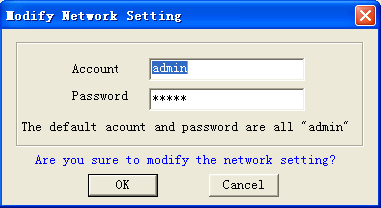 Modify Network Setting
Account admin
Password *****
The default acount and password are all "admin"
Are you sure to modify the network setting?
OK Cancel